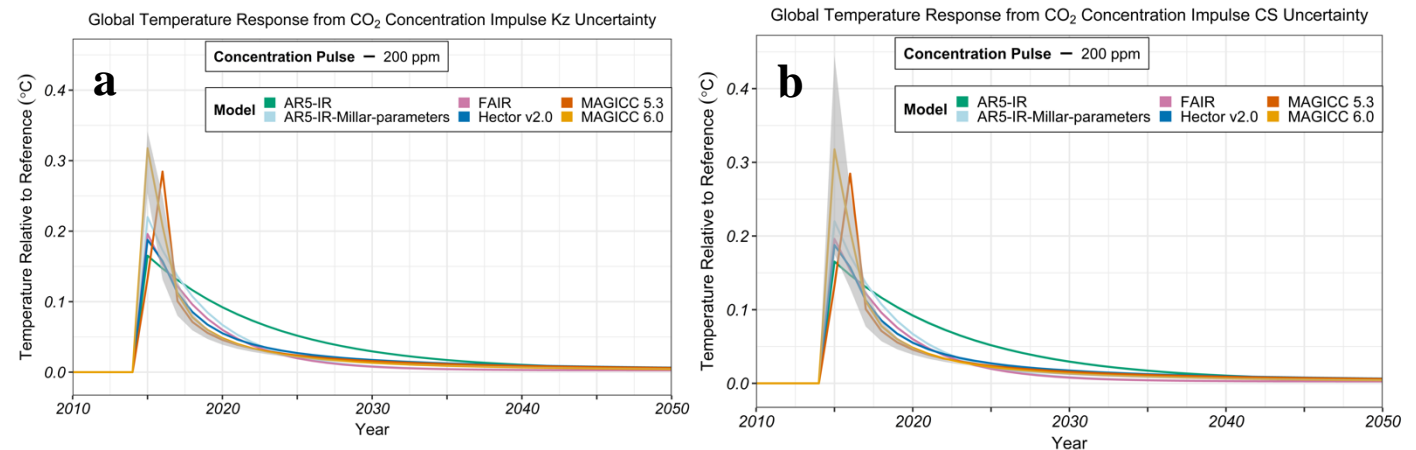 Global Temperature Response from CO₂ Concentration Impulse Kz Uncertainty
a
Concentration Pulse — 200 ppm
Model
AR5-IR
FAIR
MAGICC 5.3
AR5-IR-Millar-parameters
Hector v2.0
MAGICC 6.0
Temperature Relative to Reference (°C)
0.4
0.3
0.2
0.1
0.0
2010
2020
2030
2040
2050
Year
Global Temperature Response from CO₂ Concentration Impulse CS Uncertainty
b
Concentration Pulse — 200 ppm
Model
AR5-IR
FAIR
MAGICC 5.3
AR5-IR-Millar-parameters
Hector v2.0
MAGICC 6.0
Temperature Relative to Reference (°C)
0.4
0.3
0.2
0.1
0.0
2010
2020
2030
2040
2050
Year